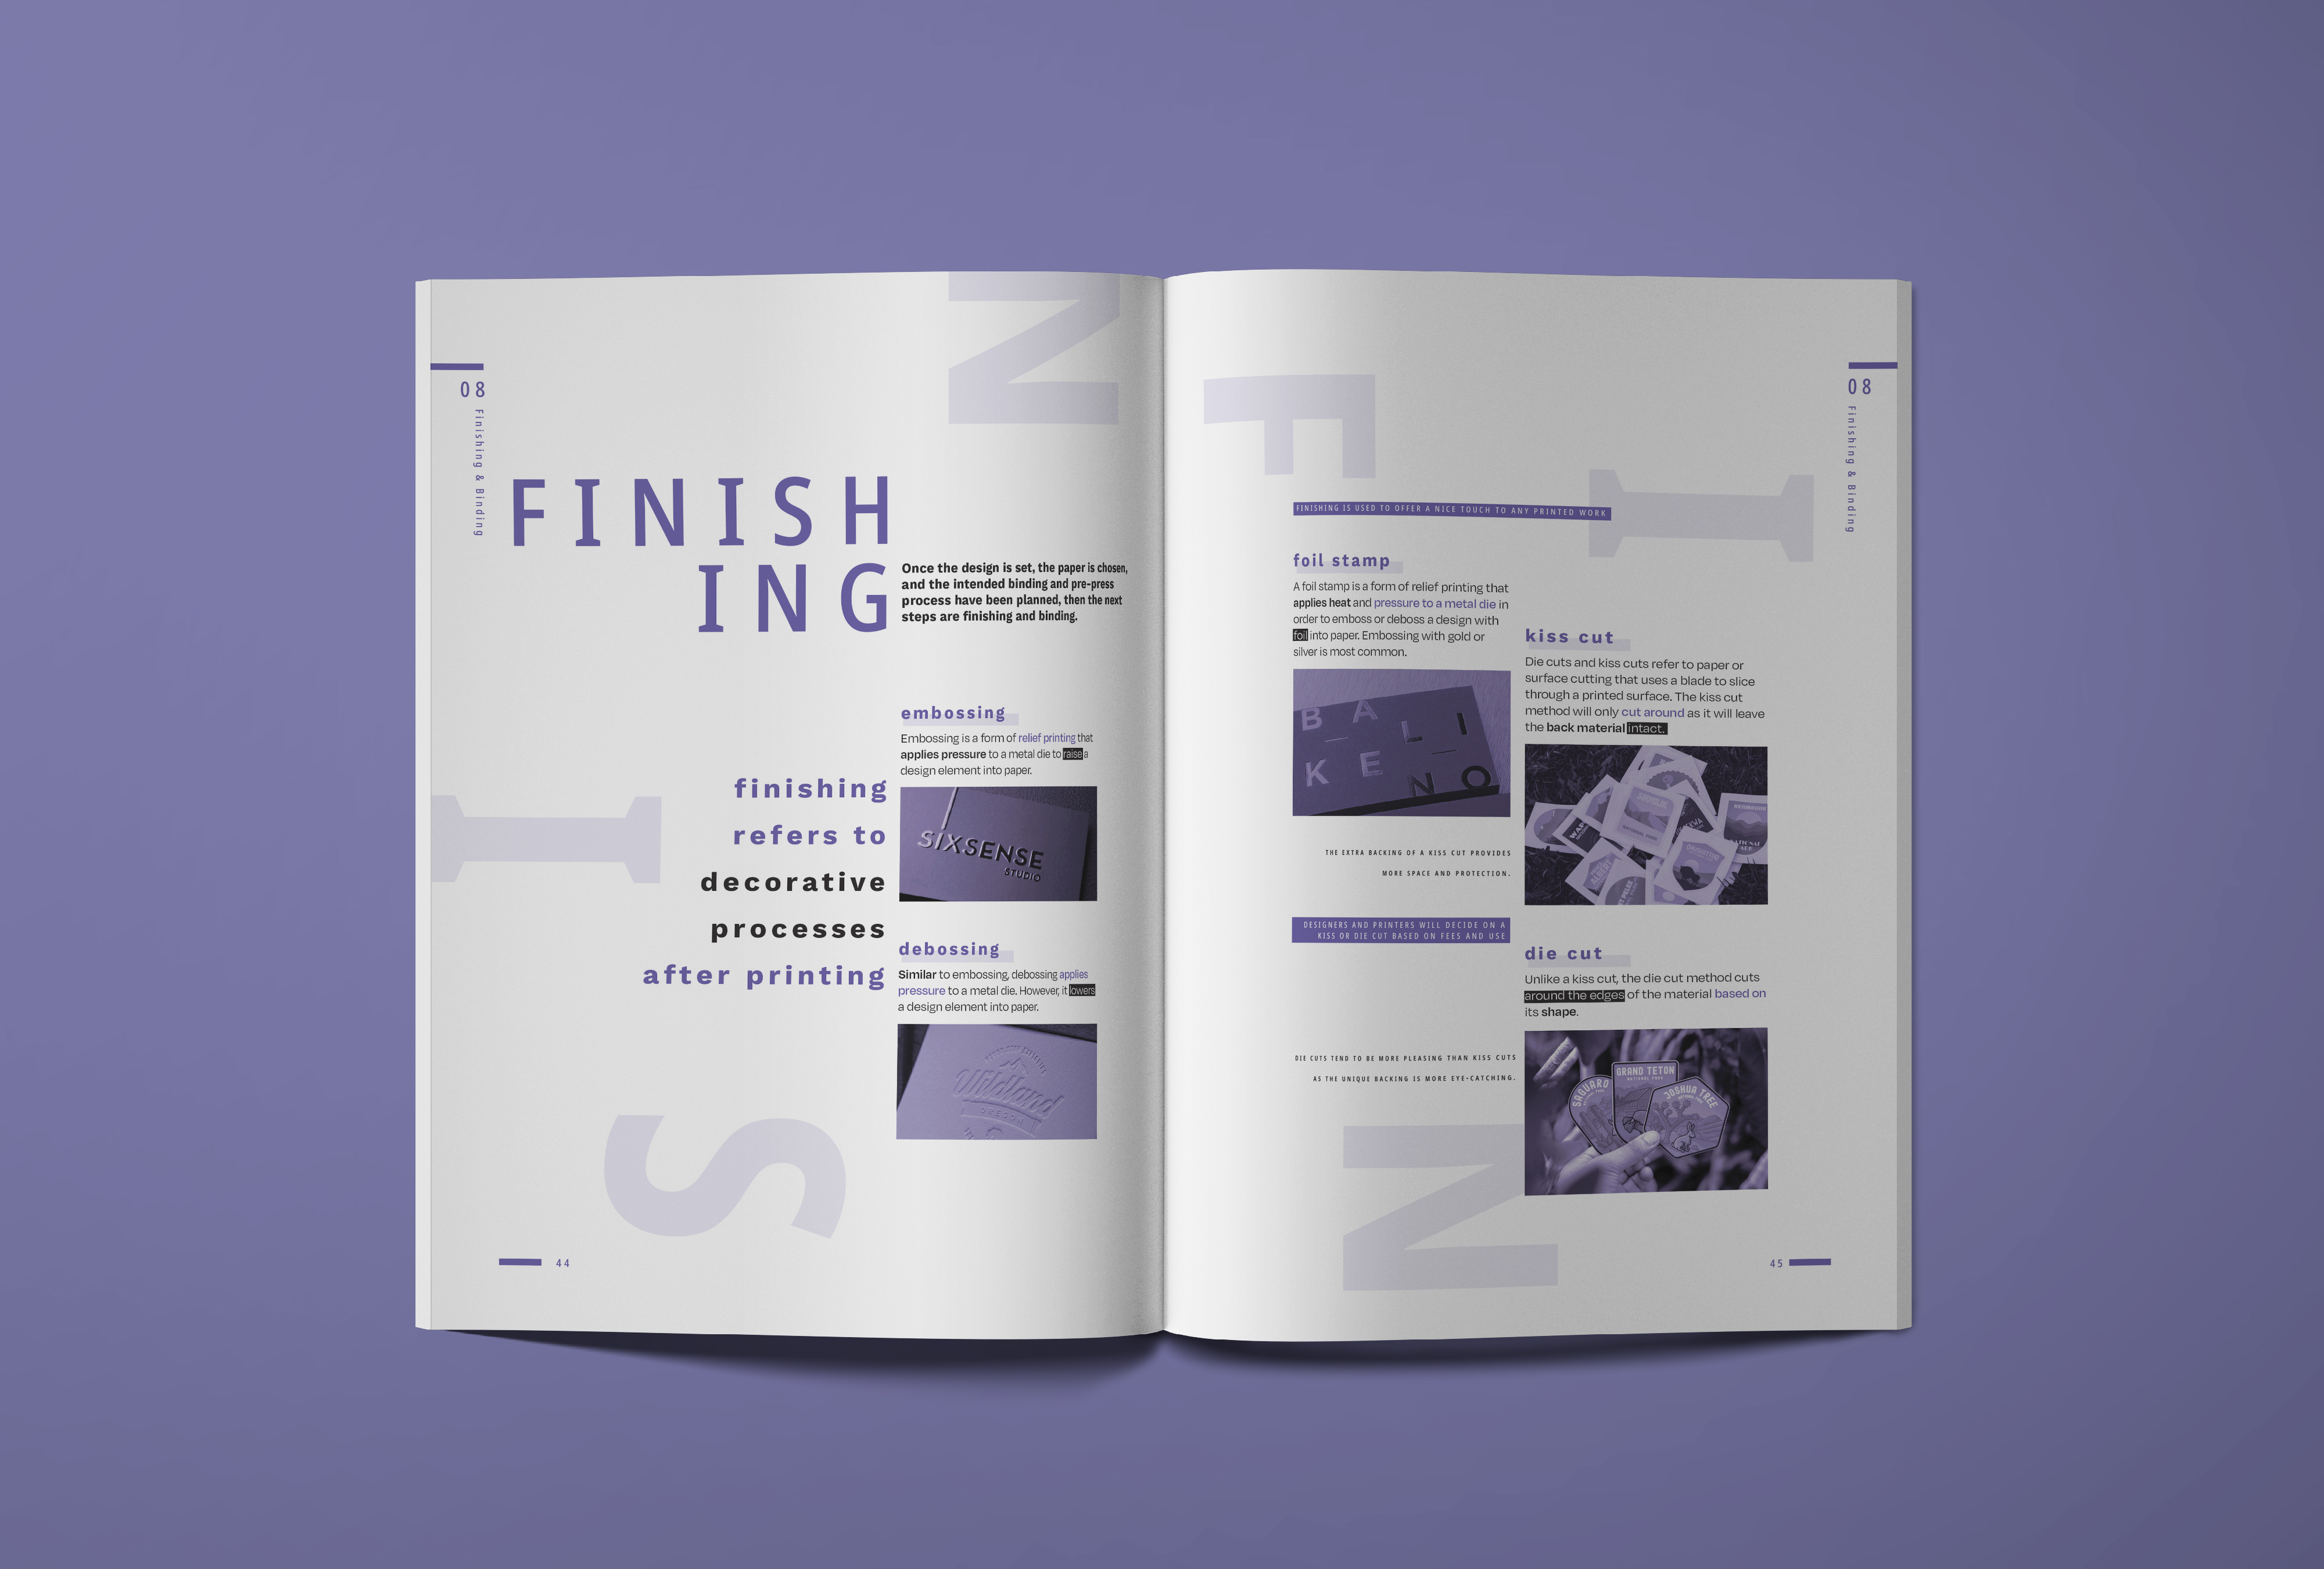 N
08
Finishing & Binding
FINISH
ING
Once the design is set, the paper is chosen,
and the intended binding and pre-press
process have been planned, then the next
steps are finishing and binding.
embossing
Embossing is a form of relief printing that
applies pressure to a metal die to raise a
design element into paper.
SIXSENSE
STUDIO
finishing
refers to
decorative
processes
after printing
I
debossing
Similar to embossing, debossing applies
pressure to a metal die. However, it lowers
a design element into paper.
Wildland
OREGON
S
44
F
I
08
Finishing & Binding
FINISHING IS USED TO OFFER A NICE TOUCH TO ANY PRINTED WORK
foil stamp
A foil stamp is a form of relief printing that
applies heat and pressure to a metal die in
order to emboss or deboss a design with
foil into paper. Embossing with gold or
silver is most common.
BA_LI
KE_NO
THE EXTRA BACKING OF A KISS CUT PROVIDES
MORE SPACE AND PROTECTION.
DESIGNERS AND PRINTERS WILL DECIDE ON A
KISS OR DIE CUT BASED ON FEES AND USE
DIE CUTS TEND TO BE MORE PLEASING THAN KISS CUTS
AS THE UNIQUE BACKING IS MORE EYE-CATCHING.
N
kiss cut
Die cuts and kiss cuts refer to paper or
surface cutting that uses a blade to slice
through a printed surface. The kiss cut
method will only cut around as it will leave
the back material intact.
die cut
Unlike a kiss cut, the die cut method cuts
around the edges of the material based on
its shape.
SAGUARO
GRAND TETON
NATIONAL PARK
JOSHUA TREE
45